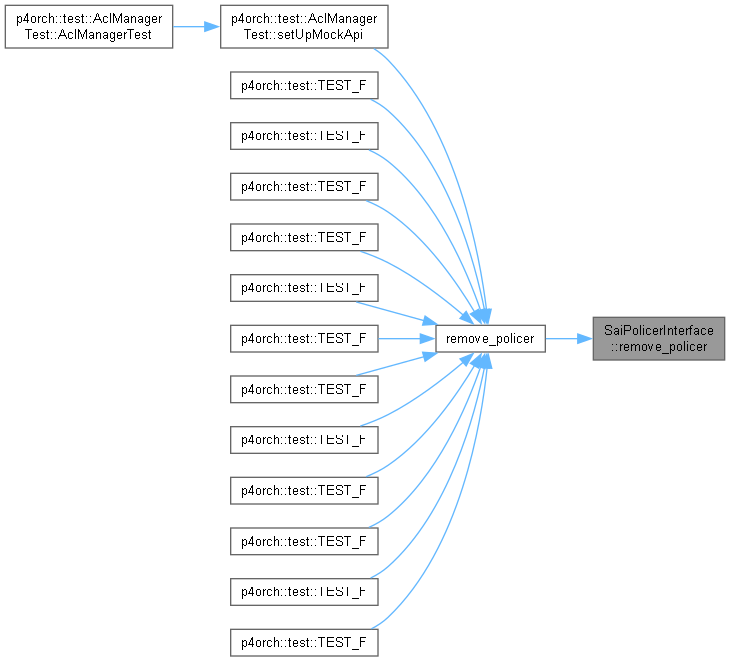 p4orch::test::AclManager
Test::AclManagerTest
p4orch::test::AclManager
Test::setUpMockApi
p4orch::test::TEST_F
p4orch::test::TEST_F
p4orch::test::TEST_F
p4orch::test::TEST_F
p4orch::test::TEST_F
p4orch::test::TEST_F
p4orch::test::TEST_F
p4orch::test::TEST_F
p4orch::test::TEST_F
p4orch::test::TEST_F
p4orch::test::TEST_F
p4orch::test::TEST_F
remove_policer
SaiPolicerInterface
::remove_policer